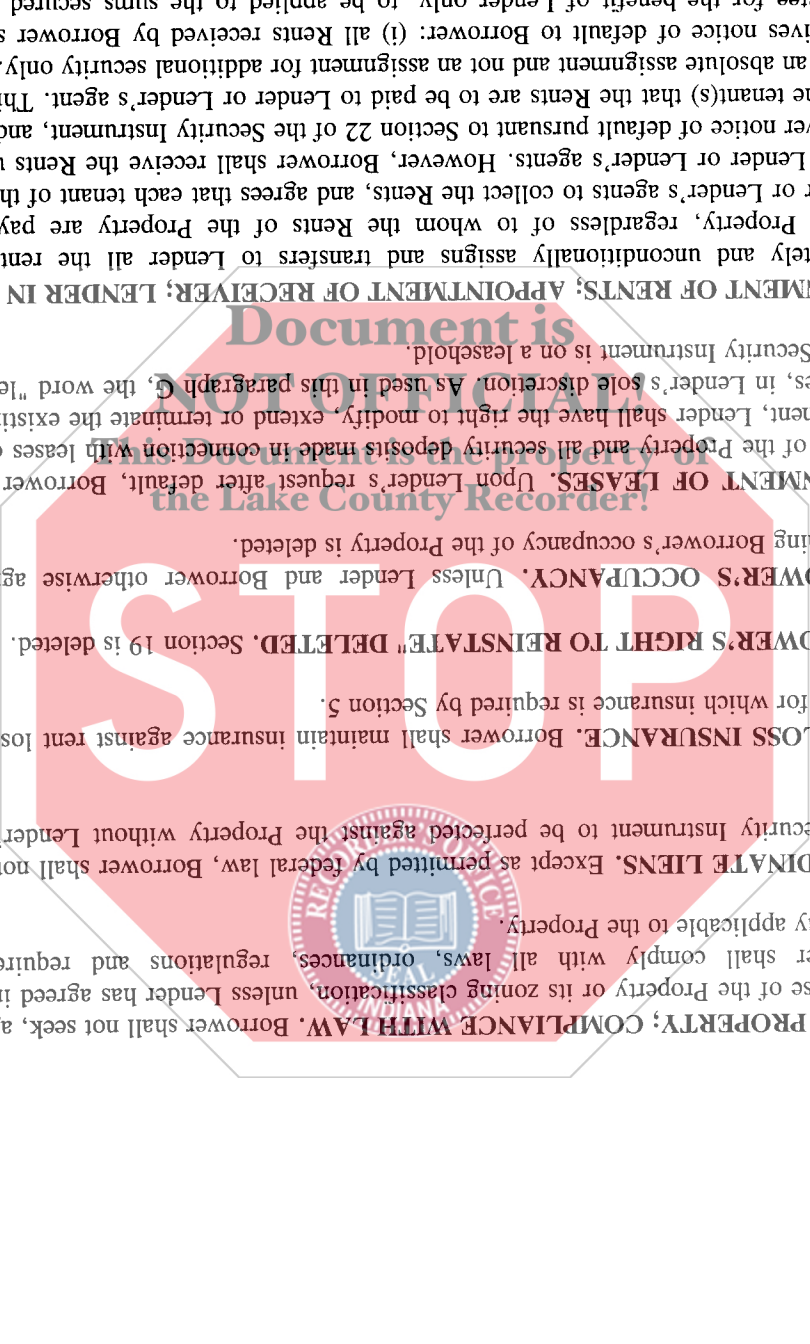 PROPERTY; COMPLIANCE WITH LAW. Borrower shall not seek, a
se of the Property or its zoning classification, unless Lender has agreed i
er shall comply with all laws, ordinances, regulations and require
y applicable to the Property.
DINATE LIENS. Except as permitted by federal law, Borrower shall no
ecurity Instrument to be perfected against the Property without Lender'
LOSS INSURANCE. Borrower shall maintain insurance against rent los
for which insurance is required by Section 5.
OWER'S RIGHT TO REINSTATE" DELETED. Section 19 is deleted.
OWER'S OCCUPANCY. Unless Lender and Borrower otherwise ag
ning Borrower's occupancy of the Property is deleted.
NMENT OF LEASES. Upon Lender's request after default, Borrower
of the Property and all security deposits made in connection with leases o
ment, Lender shall have the right to modify, extend or terminate the existi
es, in Lender's sole discretion. As used in this paragraph G, the word "le
Security Instrument is on a leasehold.
NMENT OF RENTS; APPOINTMENT OF RECEIVER; LENDER IN
tely and unconditionally assigns and transfers to Lender all the rent
Property, regardless of to whom the Rents of the Property are pay
r or Lender's agents to collect the Rents, and agrees that each tenant of th
Lender or Lender's agents. However, Borrower shall receive the Rents u
wer notice of default pursuant to Section 22 of the Security Instrument, and
he tenant(s) that the Rents are to be paid to Lender or Lender's agent. Thi
an absolute assignment and not an assignment for additional security only.
ives notice of default to Borrower: (i) all Rents received by Borrower s
tee for the benefit of Lender only, to be applied to the sums secured
Document is
NOT OFFICIAL!
This Document is the property of
the Lake County Recorder!
STOP
RECORDER'S OFFICE
SEAL
INDIANA